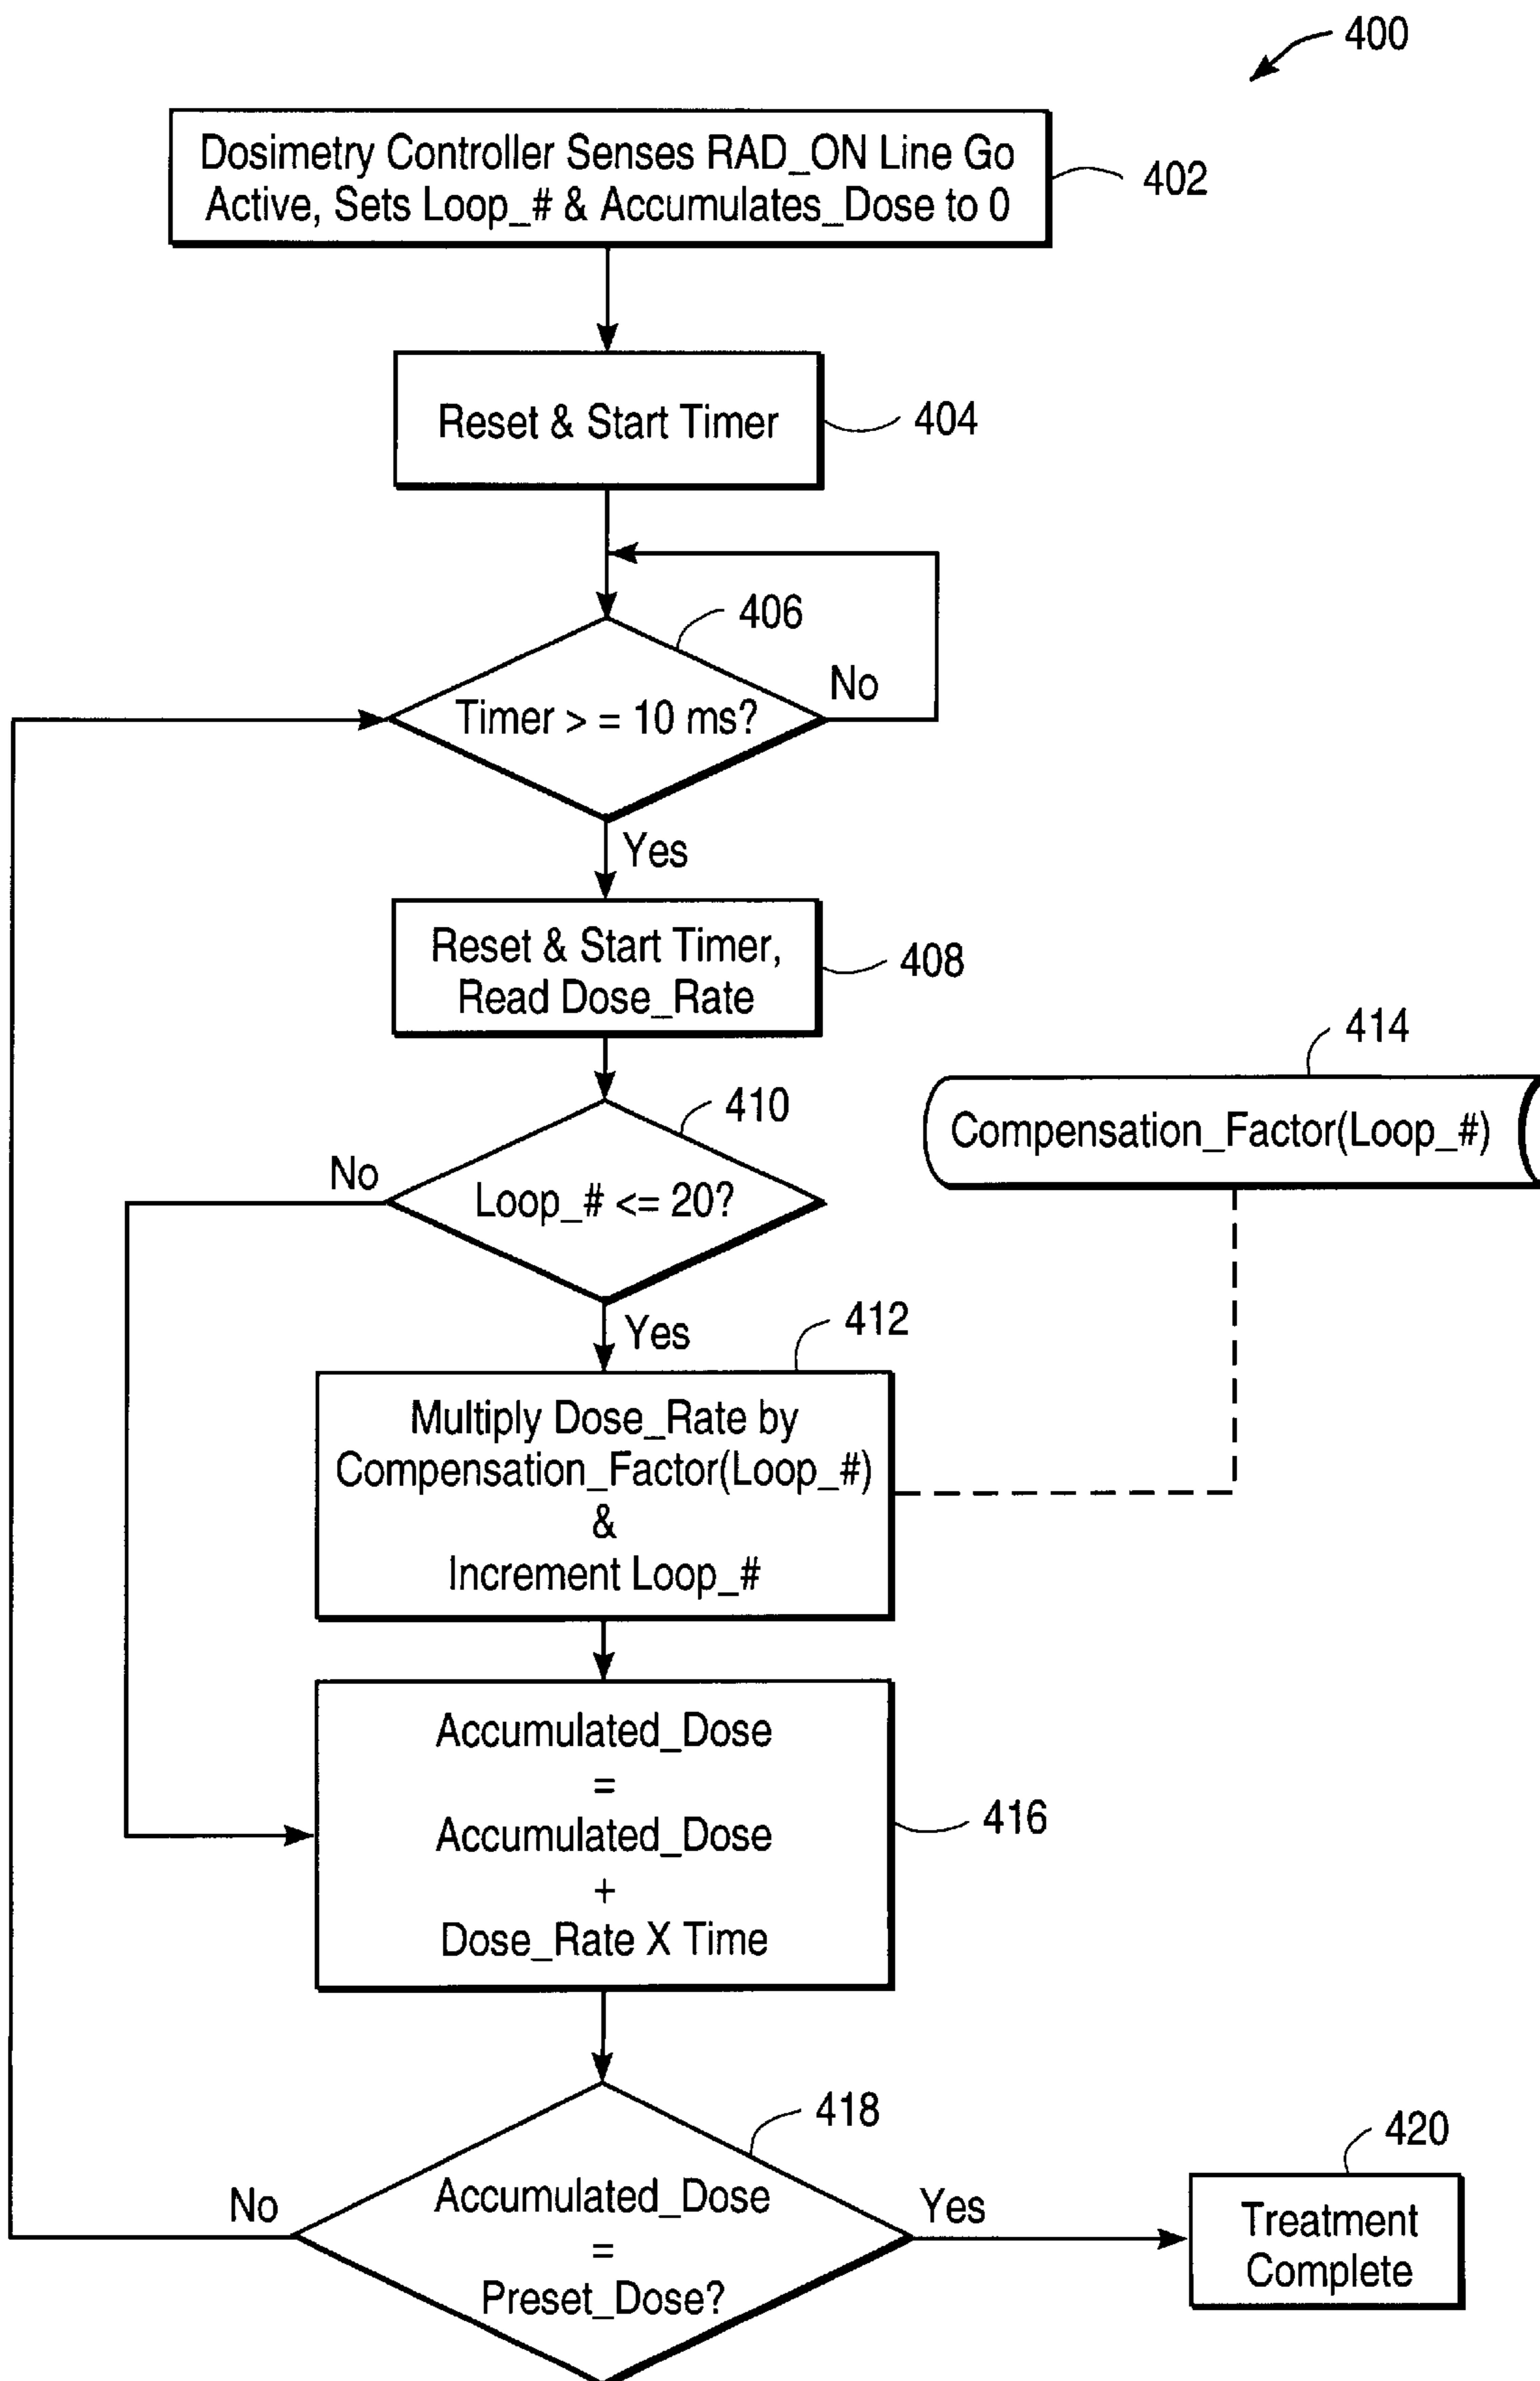 400
Dosimetry Controller Senses RAD_ON Line Go
Active, Sets Loop_# & Accumulates_Dose to 0
402
Reset & Start Timer
404
406
Timer > = 10 ms?
No
Yes
Reset & Start Timer,
Read Dose_Rate
408
414
Compensation_Factor(Loop_#)
410
No
Loop_# <= 20?
Yes
412
Multiply Dose_Rate by
Compensation_Factor(Loop_#)
&
Increment Loop_#
Accumulated_Dose
=
Accumulated_Dose
+
Dose_Rate X Time
416
418
No
Accumulated_Dose
=
Preset_Dose?
Yes
420
Treatment
Complete